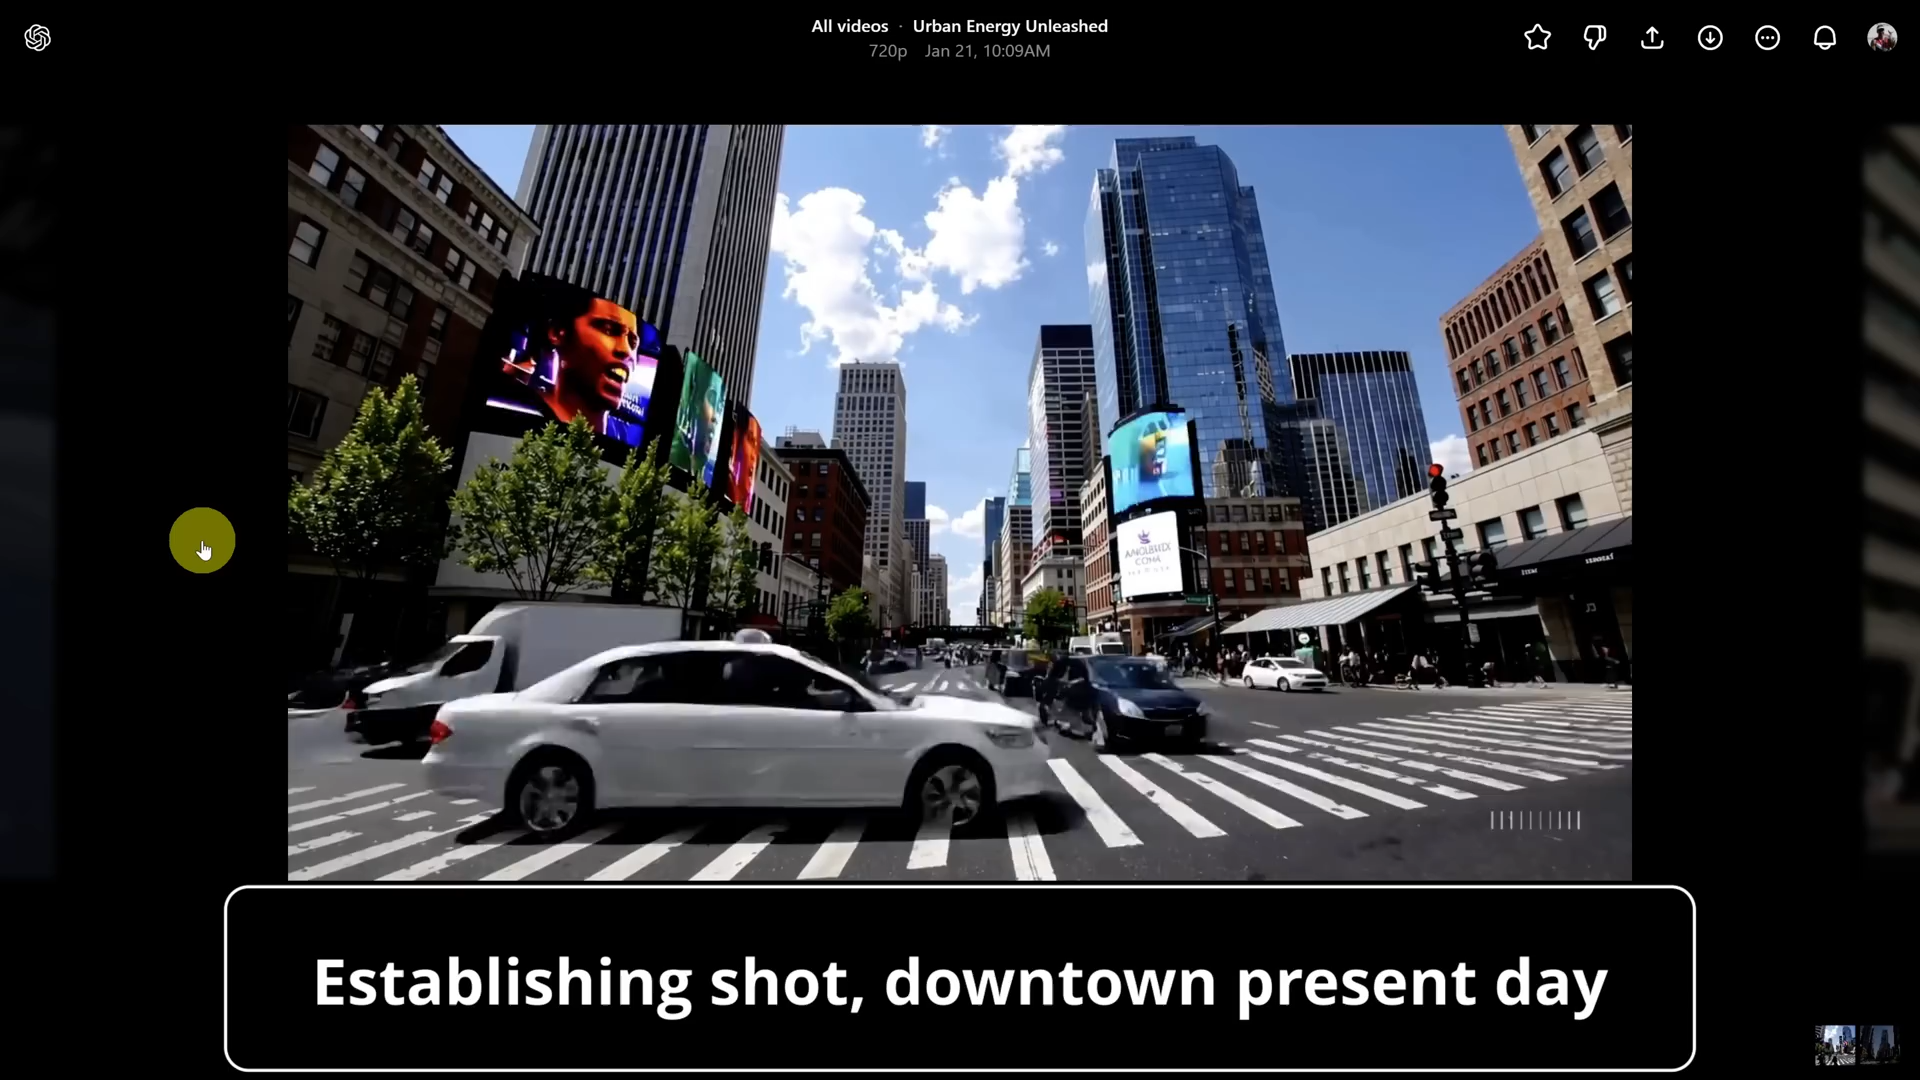 All videos · Urban Energy Unleashed
720p Jan 21, 10:09AM
Establishing shot, downtown present day